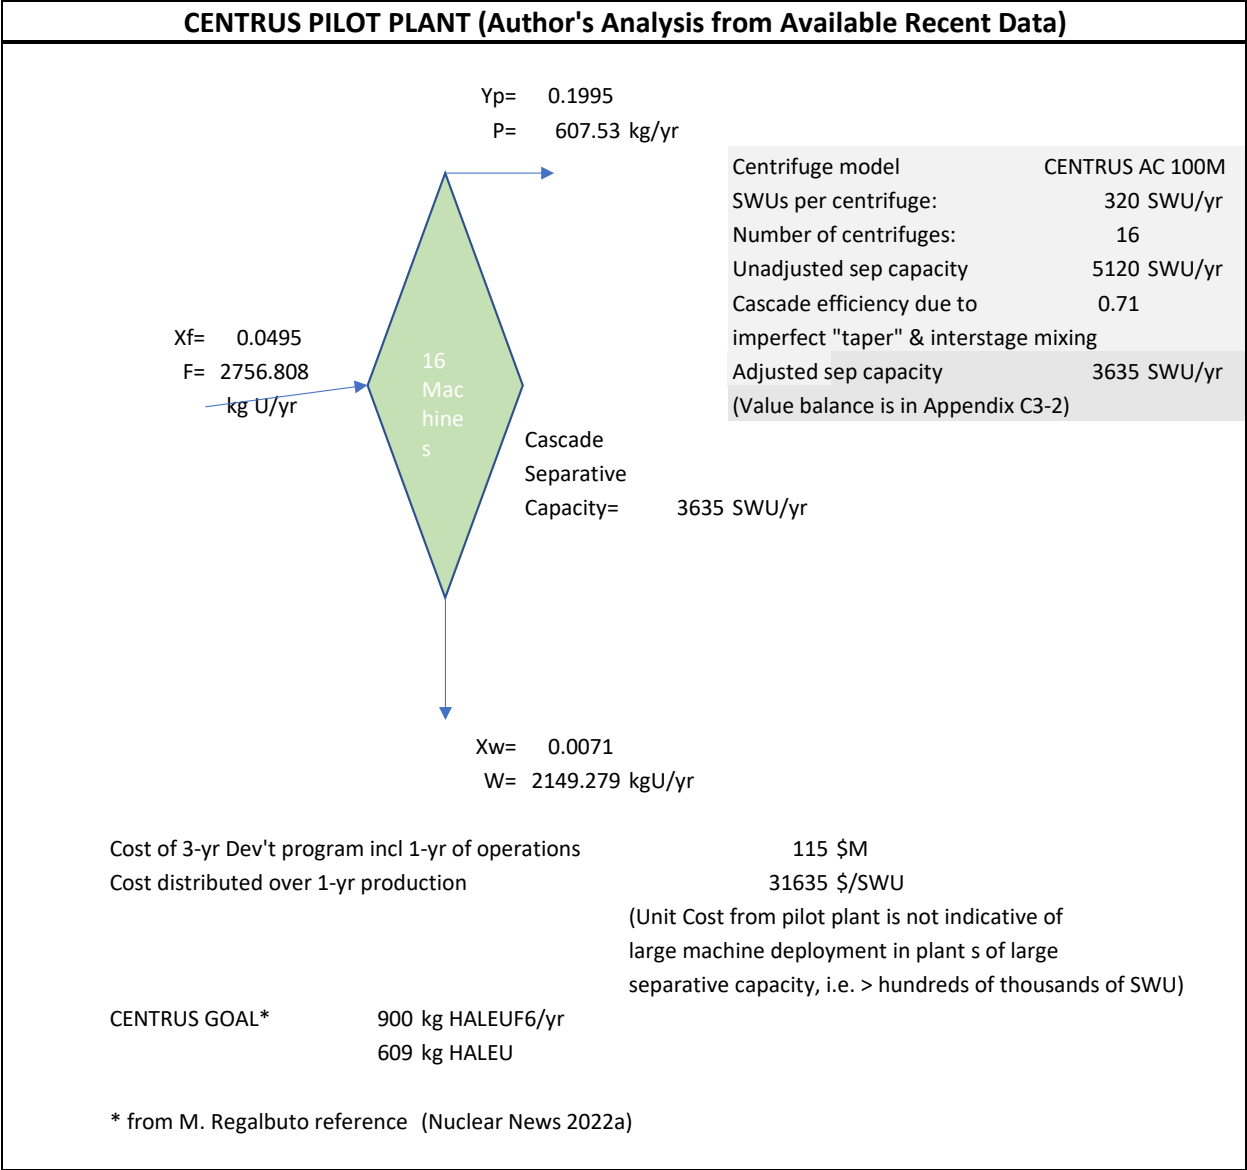 CENTRUS PILOT PLANT (Author's Analysis from Available Recent Data)
Yp= 0.1995
P= 607.53 kg/yr
Centrifuge model CENTRUS AC 100M
SWUs per centrifuge: 320 SWU/yr
Number of centrifuges: 16
Unadjusted sep capacity 5120 SWU/yr
Cascade efficiency due to 0.71
imperfect "taper" & interstage mixing
Adjusted sep capacity 3635 SWU/yr
(Value balance is in Appendix C3-2)
Xf= 0.0495
F= 2756.808
kg U/yr
16
Mac
hine
s
Cascade
Separative
Capacity= 3635 SWU/yr
Xw= 0.0071
W= 2149.279 kgU/yr
Cost of 3-yr Dev't program incl 1-yr of operations 115 $M
Cost distributed over 1-yr production 31635 $/SWU
(Unit Cost from pilot plant is not indicative of
large machine deployment in plant s of large
separative capacity, i.e. > hundreds of thousands of SWU)
CENTRUS GOAL* 900 kg HALEUF6/yr
609 kg HALEU
* from M. Regalbuto reference (Nuclear News 2022a)